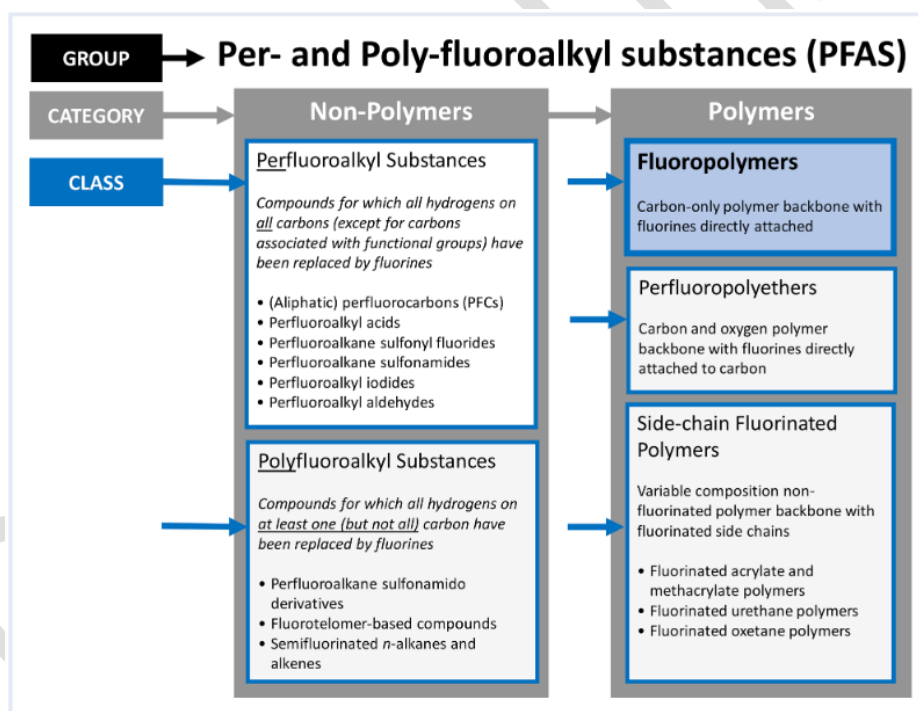 GROUP
Per- and Poly-fluoroalkyl substances (PFAS)
CATEGORY
Non-Polymers
Polymers
CLASS
Perfluoroalkyl Substances
Compounds for which all hydrogens on
all carbons (except for carbons
associated with functional groups) have
been replaced by fluorines
• (Aliphatic) perfluorocarbons (PFCs)
• Perfluoroalkyl acids
• Perfluoroalkane sulfonyl fluorides
• Perfluoroalkane sulfonamides
• Perfluoroalkyl iodides
• Perfluoroalkyl aldehydes
Polyfluoroalkyl Substances
Compounds for which all hydrogens on
at least one (but not all) carbon have
been replaced by fluorines
• Perfluoroalkane sulfonamido
derivatives
• Fluorotelomer-based compounds
• Semifluorinated n-alkanes and
alkenes
Fluoropolymers
Carbon-only polymer backbone with
fluorines directly attached
Perfluoropolyethers
Carbon and oxygen polymer
backbone with fluorines directly
attached to carbon
Side-chain Fluorinated
Polymers
Variable composition non-
fluorinated polymer backbone with
fluorinated side chains
• Fluorinated acrylate and
methacrylate polymers
• Fluorinated urethane polymers
• Fluorinated oxetane polymers